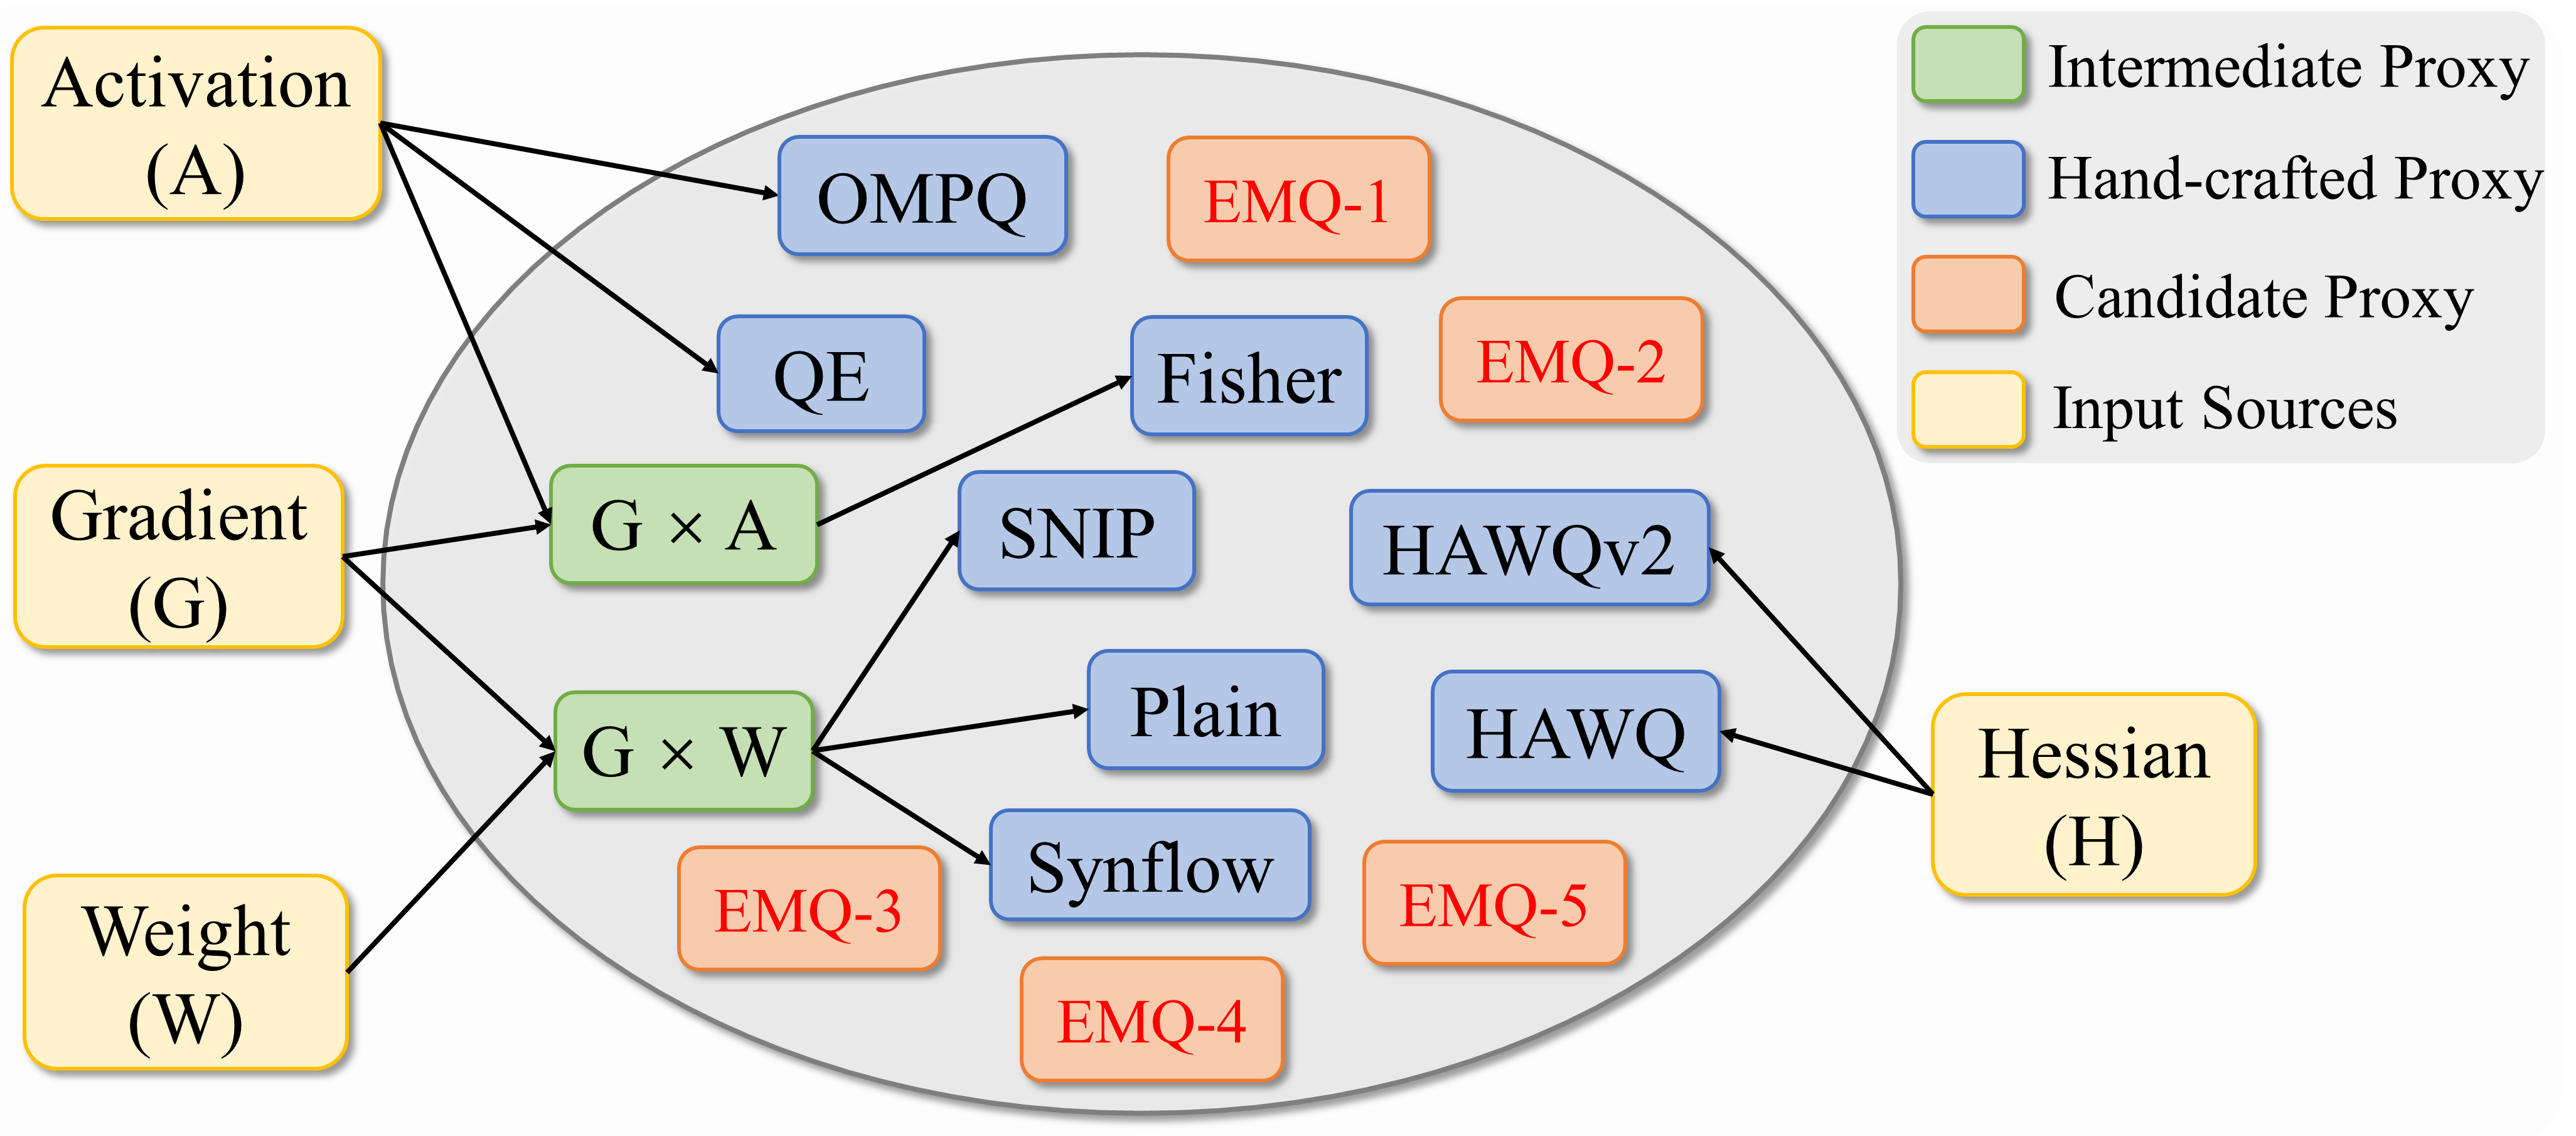 Activation
(A)
Gradient
(G)
Weight
(W)
OMPQ
EMQ-1
QE
Fisher
EMQ-2
G × A
SNIP
HAWQv2
G × W
Plain
HAWQ
Synflow
EMQ-3
EMQ-5
EMQ-4
Hessian
(H)
Intermediate Proxy
Hand-crafted Proxy
Candidate Proxy
Input Sources